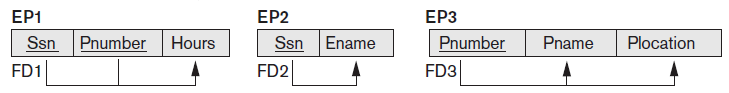 EP1 EP2 EP3
Ssn Pnumber Hours Ssn Ename Pnumber Pname Plocation
FD1 FD2 FD3